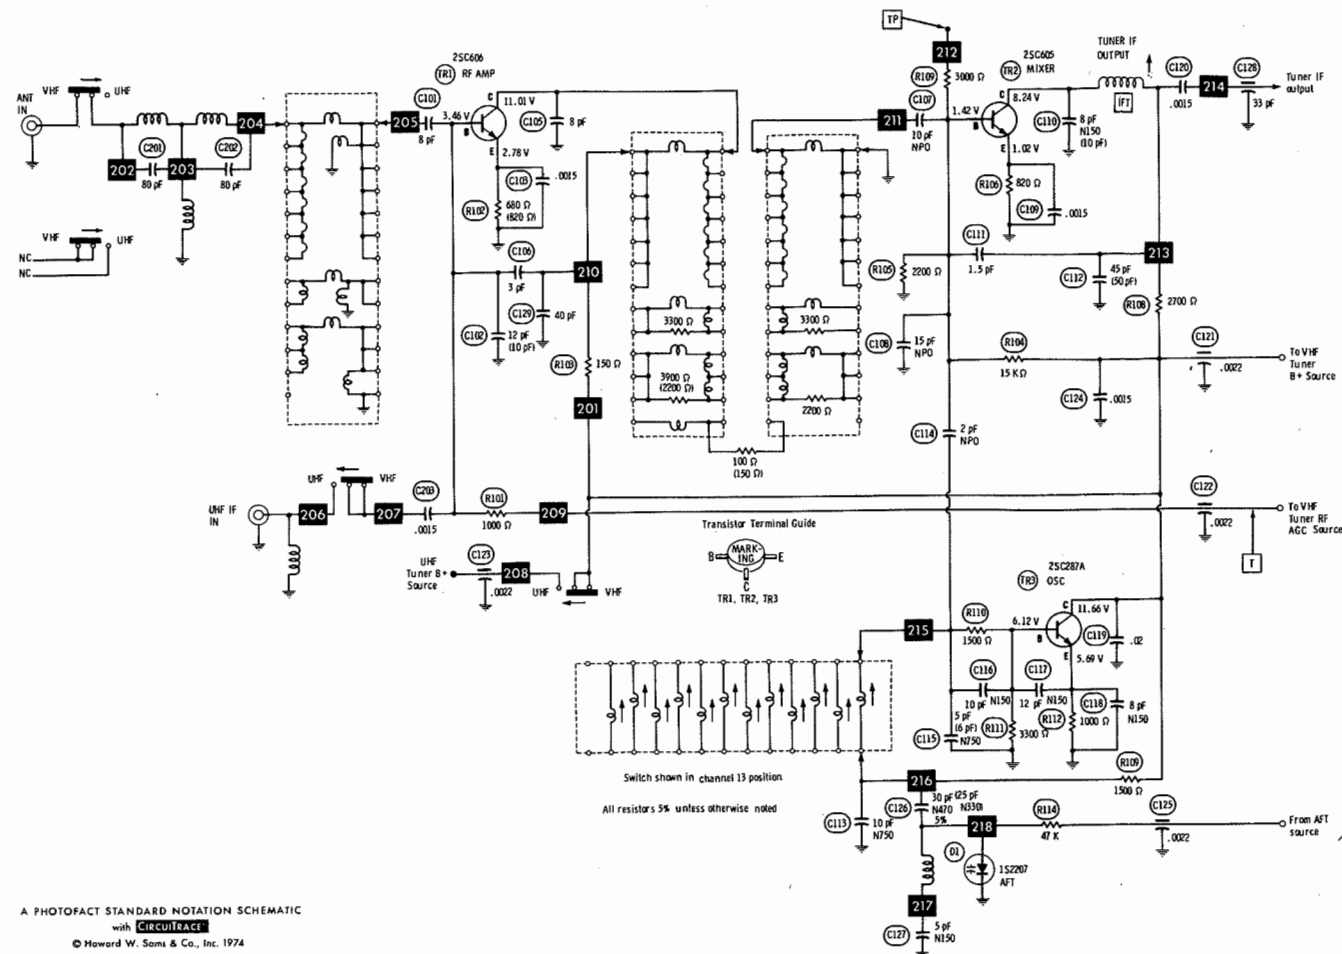 TP
212
R109
3000 Ω
2SC606
TR1 RF AMP
2SC605
TR2 MIXER
TUNER IF
OUTPUT
IFT
C120
.0015
214
C128
33 pF
Tuner IF
output
ANT
IN
VHF
UHF
202
C201
80 pF
203
C202
80 pF
204
205
C101
8 pF
3.46 V
B
C
11.01 V
C105
8 pF
E
2.78 V
C103
.0015
R102
680 Ω
(820 Ω)
211
C107
10 pF
NPO
1.42 V
B
C
8.24 V
C110
8 pF
N150
(10 pF)
E
1.02 V
R106
820 Ω
C109
.0015
VHF
UHF
NC
NC
C106
3 pF
210
C129
40 pF
C102
12 pF
(10 pF)
R103
150 Ω
201
3300 Ω
3900 Ω
(2200 Ω)
3300 Ω
2200 Ω
100 Ω
(150 Ω)
R105
2200 Ω
C111
1.5 pF
C112
45 pF
(50 pF)
213
R108
2700 Ω
C108
15 pF
NPO
R104
15 KΩ
C124
.0015
C121
.0022
To VHF
Tuner
B+ Source
C114
2 pF
NPO
UHF IF
IN
206
UHF
VHF
207
C203
.0015
R101
1000 Ω
209
C122
.0022
To VHF
Tuner RF
AGC Source
T
UHF
Tuner B+
Source
C123
.0022
208
UHF
VHF
Transistor Terminal Guide
B
MARK-
ING
E
C
TR1, TR2, TR3
2SC287A
TR3 OSC
215
R110
1500 Ω
6.12 V
B
C
11.66 V
C119
.02
E
5.69 V
C116
10 pF N150
C117
12 pF N150
C118
8 pF
N150
R112
1000 Ω
R111
3300 Ω
C115
5 pF
(6 pF)
N750
Switch shown in channel 13 position
All resistors 5% unless otherwise noted
216
R109
1500 Ω
C113
10 pF
N750
C126
30 pF (25 pF
N470 N330)
5%
218
R114
47 K
C125
.0022
From AFT
source
D1
1S2207
AFT
217
C127
5 pF
N150
A PHOTOFACT STANDARD NOTATION SCHEMATIC
with CIRCUITRACE
© Howard W. Sams & Co., Inc. 1974